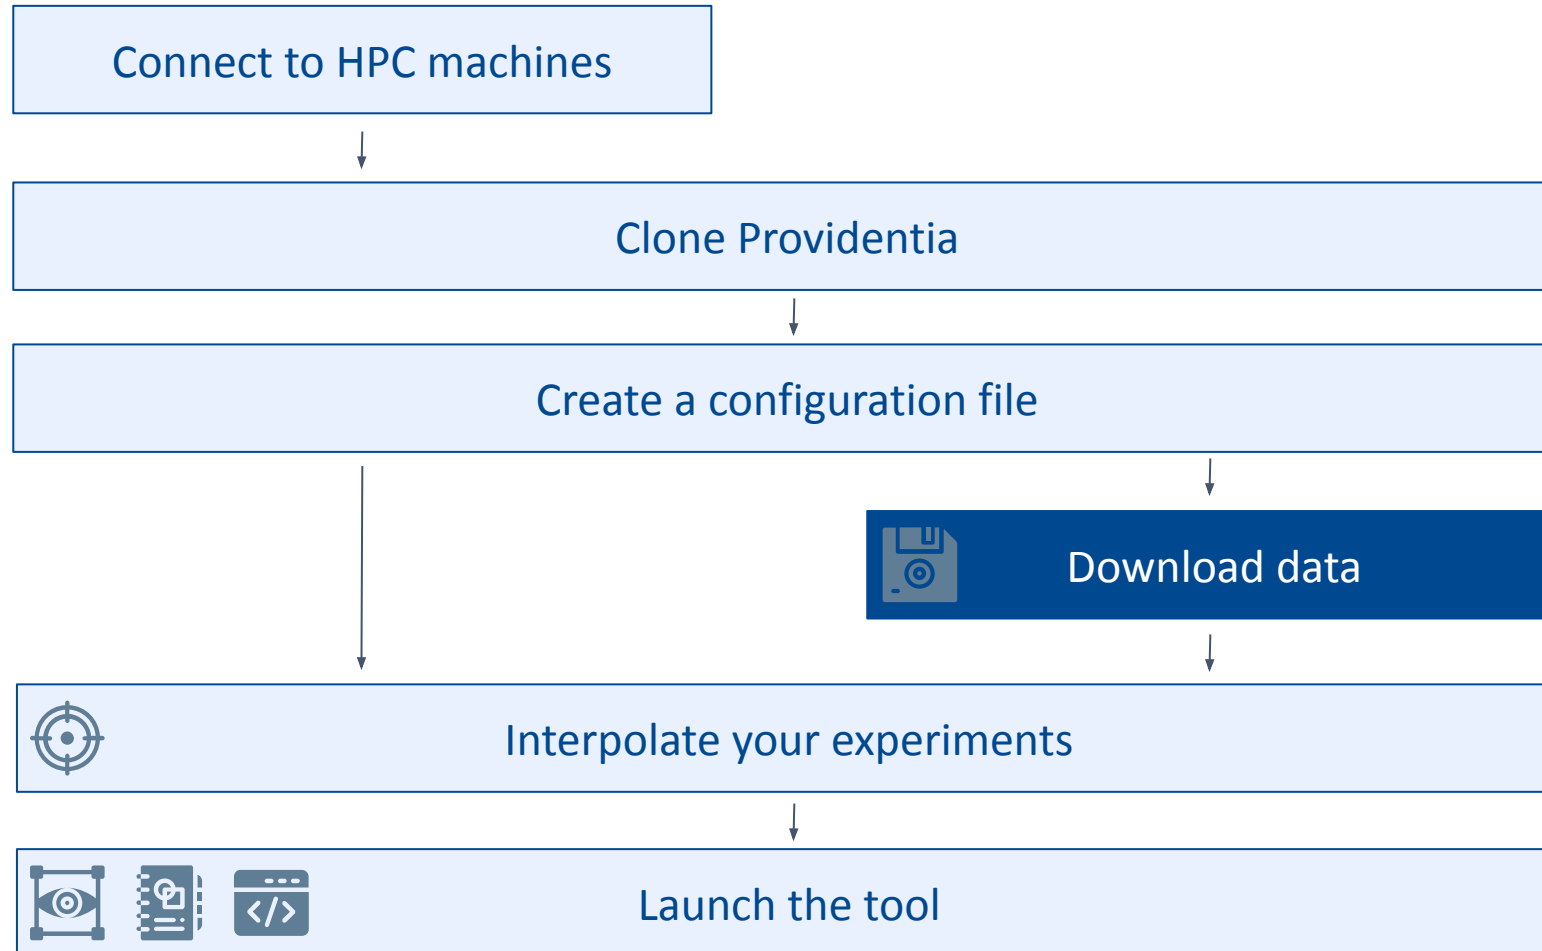 Connect to HPC machines
Clone Providentia
Create a configuration file
Download data
Interpolate your experiments
Launch the tool